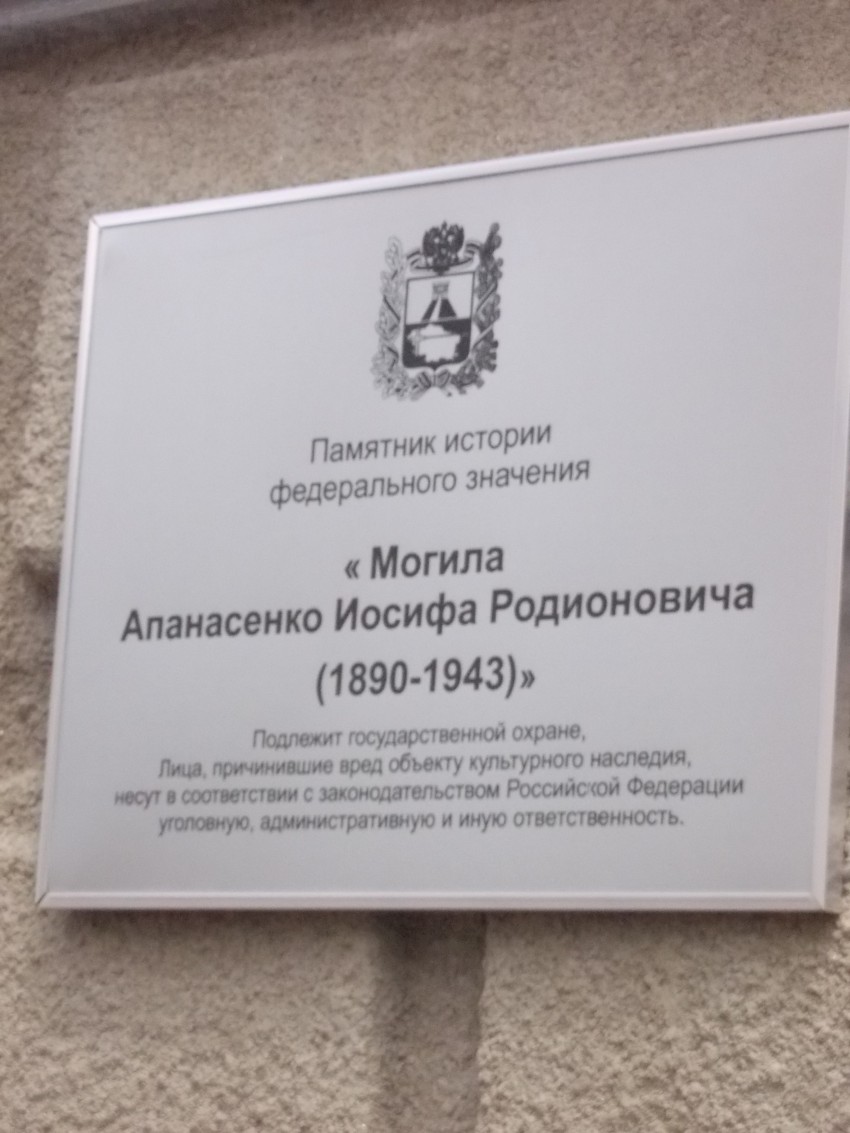 Памятник истории
федерального значения
« Могила
Апанасенко Иосифа Родионовича
(1890-1943)»
Подлежит государственной охране,
Лица, причинившие вред объекту культурного наследия,
несут в соответствии с законодательством Российской Федерации
уголовную, административную и иную ответственность.